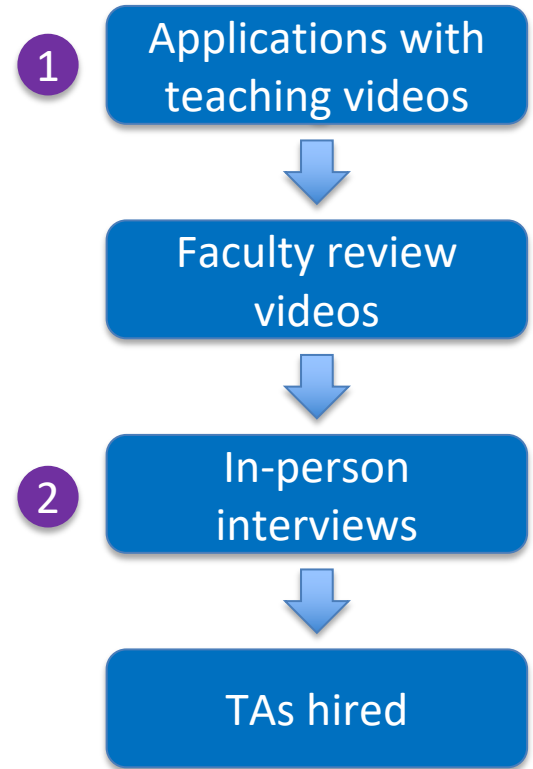 1
Applications with
teaching videos
Faculty review
videos
2
In-person
interviews
TAs hired